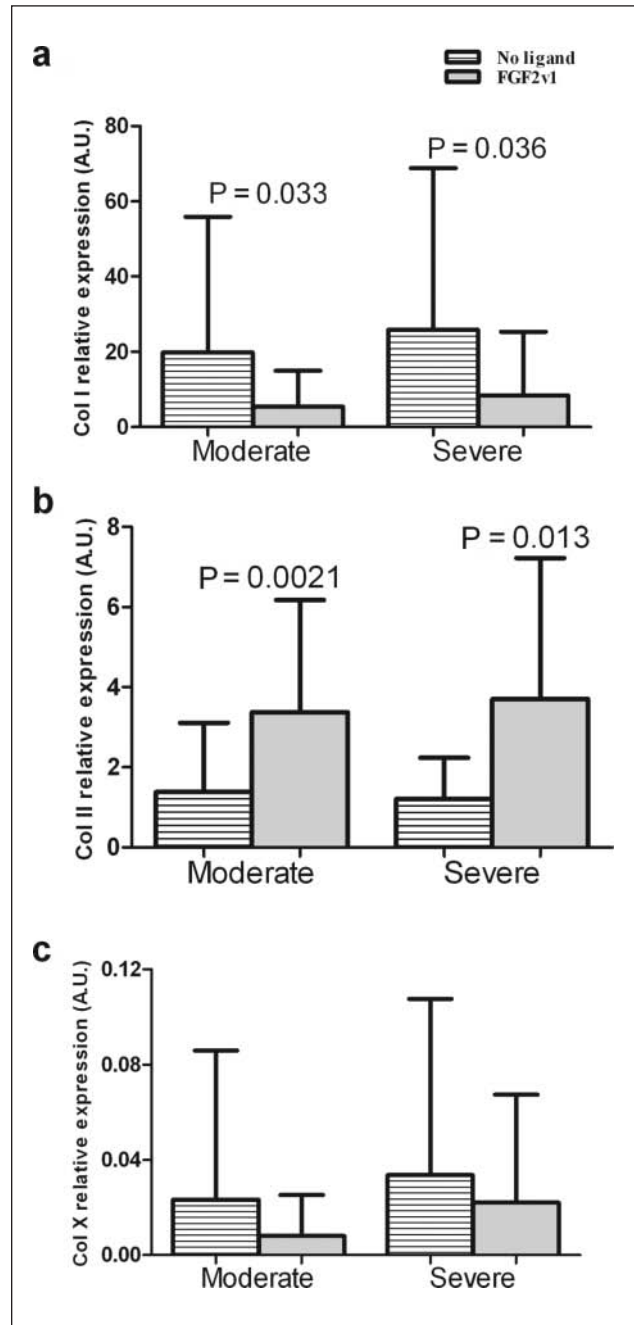 a
No ligand
FGF2v1
Col I relative expression (A.U.)
80
60
40
20
0
P = 0.033
P = 0.036
Moderate Severe
b
Col II relative expression (A.U.)
8
6
4
2
0
P = 0.0021
P = 0.013
Moderate Severe
c
Col X relative expression (A.U.)
0.12
0.08
0.04
0.00
Moderate Severe